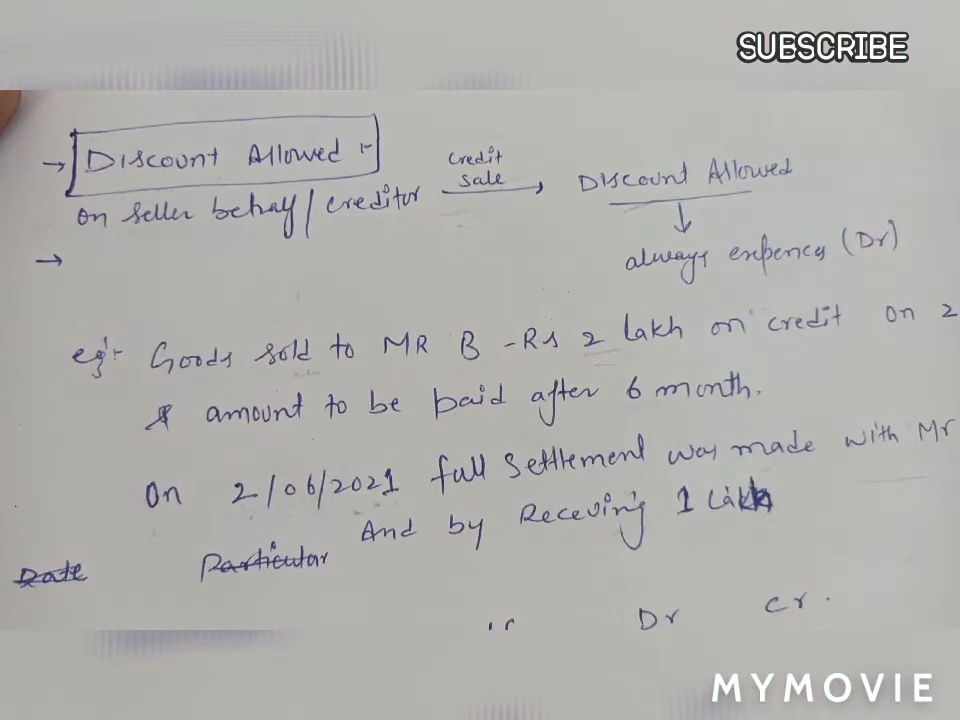 SUBSCRIBE
→ Discount Allowed :-
on seller behaf / creditor credit sale → Discount Allowed
↓
→ always expences (Dr)
eg:- Goods sold to MR B - Rs 2 lakh on credit on 2
& amount to be paid after 6 month.
On 2/06/2021 full settlement was made with Mr
And by Receving 1 Lakh
Date Particular
Dr Cr.
MYMOVIE